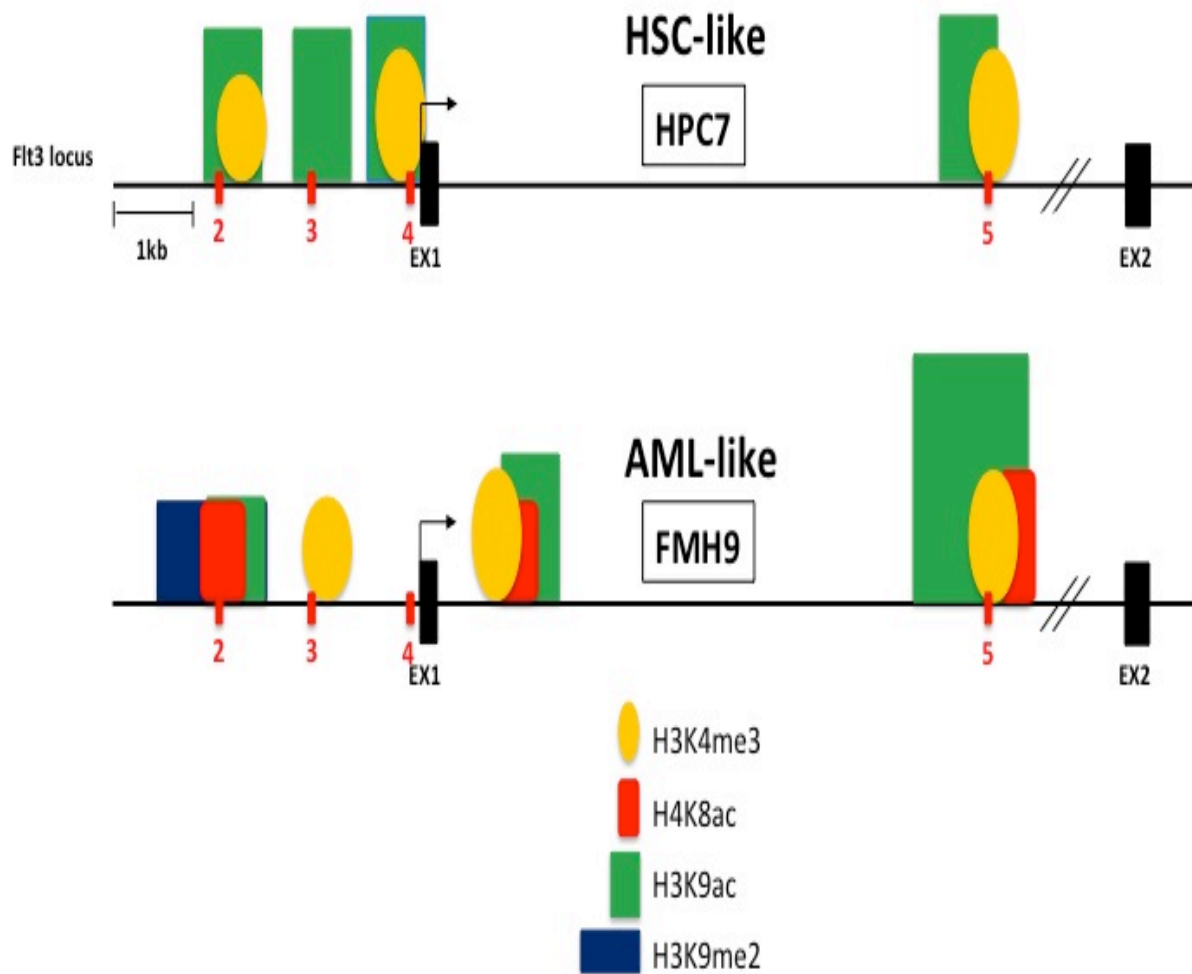 HSC-like
HPC7
Flt3 locus
1kb
2
3
4
EX1
5
EX2
AML-like
FMH9
2
3
4
EX1
5
EX2
H3K4me3
H4K8ac
H3K9ac
H3K9me2